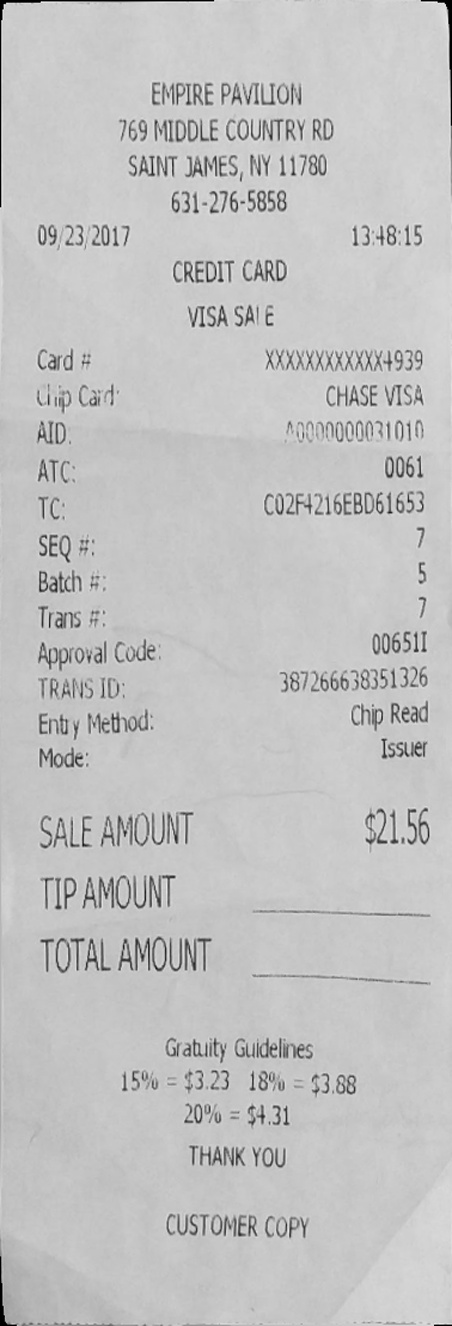 EMPIRE PAVILION
769 MIDDLE COUNTRY RD
SAINT JAMES, NY 11780
631-276-5858
09/23/2017 13:48:15
CREDIT CARD
VISA SALE
Card # XXXXXXXXXXXX4939
Chip Card: CHASE VISA
AID: A0000000031010
ATC: 0061
TC: C02F4216EBD61653
SEQ #: 7
Batch #: 5
Trans #: 7
Approval Code: 00651I
TRANS ID: 387266638351326
Entry Method: Chip Read
Mode: Issuer
SALE AMOUNT $21.56
TIP AMOUNT
TOTAL AMOUNT
Gratuity Guidelines
15% = $3.23 18% = $3.88
20% = $4.31
THANK YOU
CUSTOMER COPY